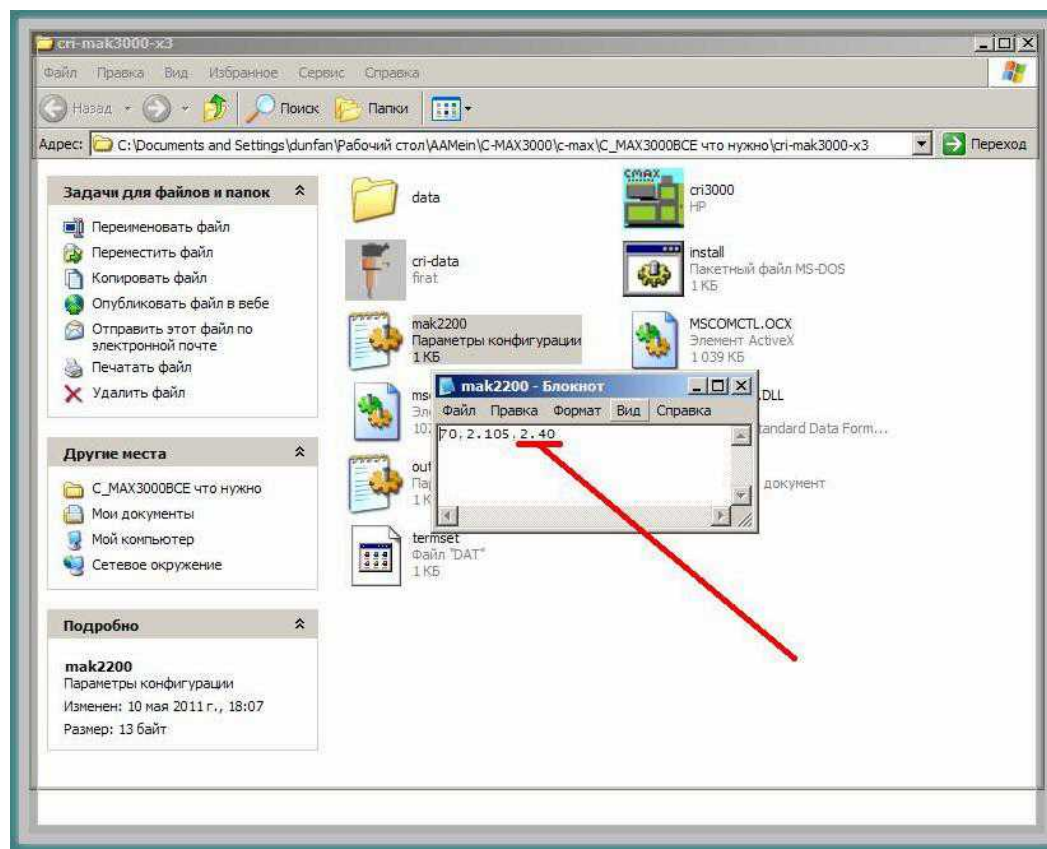 cri-mak3000-x3
Файл Правка Вид Избранное Сервис Справка
Назад Поиск Папки
Адрес: C:\Documents and Settings\dunfan\Рабочий стол\AAMein\C-MAX3000\c-max\C_MAX3000ВСЕ что нужно\cri-mak3000-x3 Переход
Задачи для файлов и папок
Переименовать файл
Переместить файл
Копировать файл
Опубликовать файл в вебе
Отправить этот файл по
электронной почте
Печатать файл
Удалить файл
Другие места
C_MAX3000ВСЕ что нужно
Мои документы
Мой компьютер
Сетевое окружение
Подробно
mak2200
Параметры конфигурации
Изменен: 10 мая 2011 г., 18:07
Размер: 13 байт
data
CMAX
cri3000
HP
cri-data
firat
install
Пакетный файл MS-DOS
1 КБ
mak2200
Параметры конфигурации
1 КБ
MSCOMCTL.OCX
Элемент ActiveX
1 039 КБ
mak2200 - Блокнот
Файл Правка Формат Вид Справка
70,2.105,2.40
.DLL
tandard Data Form...
документ
termset
Файл "DAT"
1 КБ